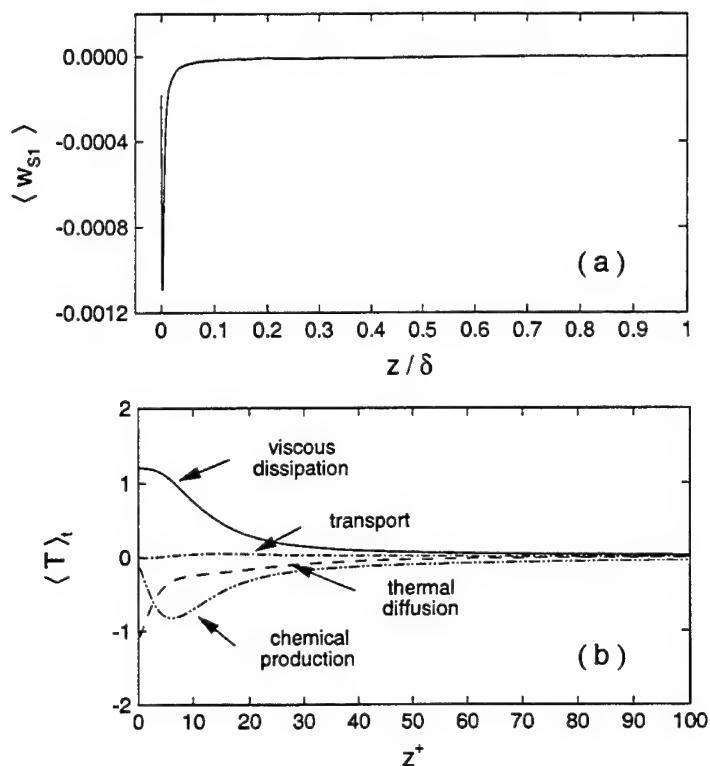 0.0000
-0.0004
-0.0008
-0.0012
⟨ w_S1 ⟩
(a)
0 0.1 0.2 0.3 0.4 0.5 0.6 0.7 0.8 0.9 1
z / δ
2
1
0
-1
-2
⟨ T ⟩_t
viscous
dissipation
transport
thermal
diffusion
chemical
production
(b)
0 10 20 30 40 50 60 70 80 90 100
z⁺